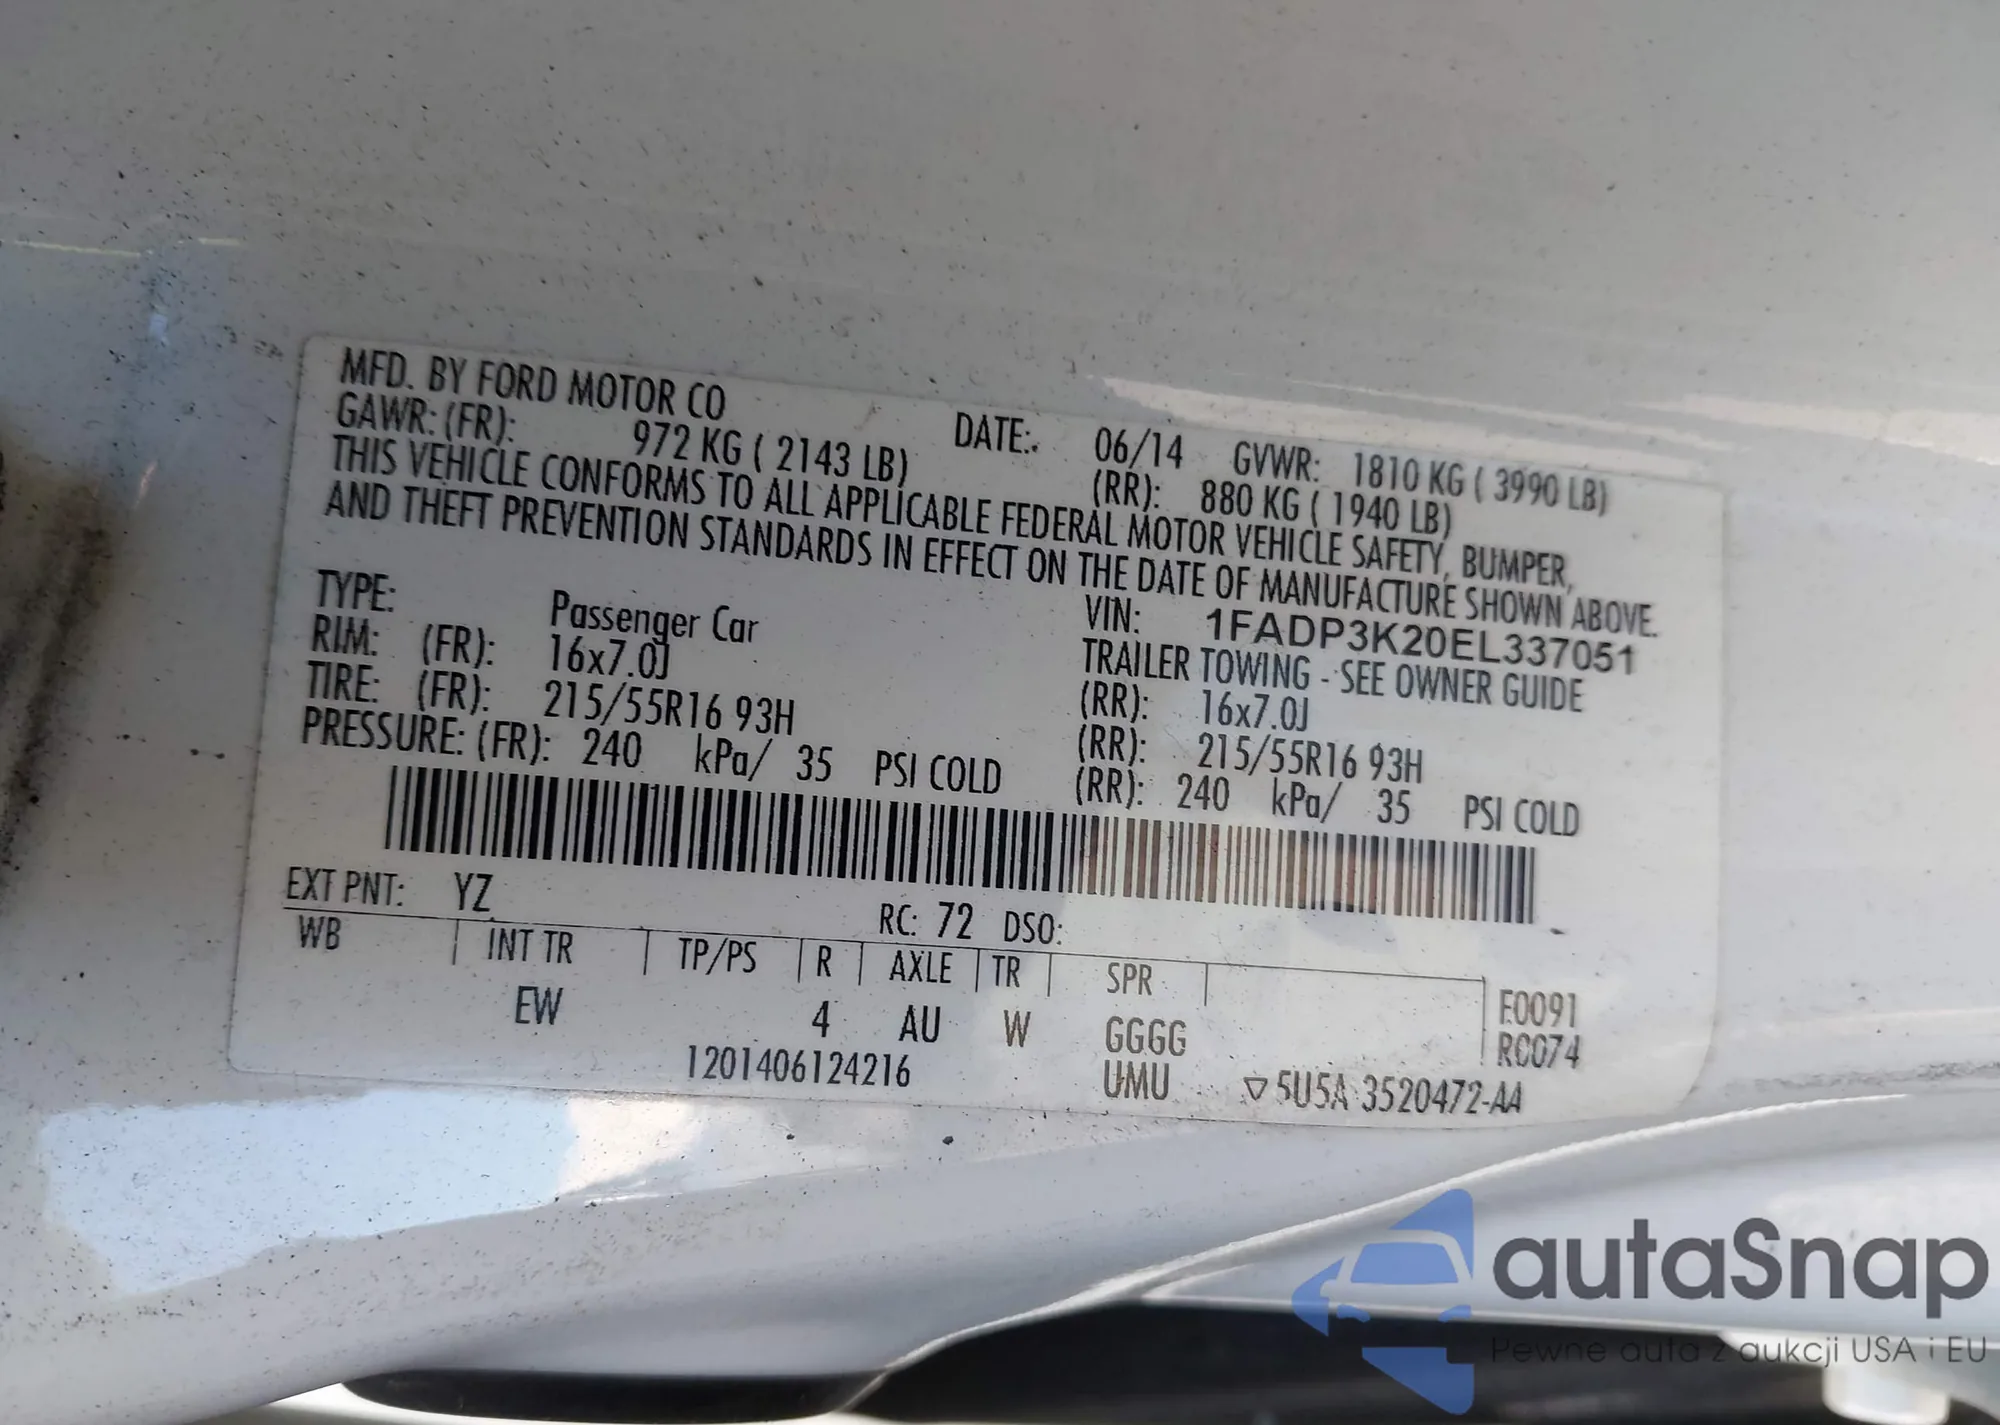 MFD. BY FORD MOTOR CO DATE: 06/14 GVWR: 1810 KG ( 3990 LB)
GAWR: (FR): 972 KG ( 2143 LB) (RR): 880 KG ( 1940 LB)
THIS VEHICLE CONFORMS TO ALL APPLICABLE FEDERAL MOTOR VEHICLE SAFETY, BUMPER,
AND THEFT PREVENTION STANDARDS IN EFFECT ON THE DATE OF MANUFACTURE SHOWN ABOVE.
VIN: 1FADP3K20EL337051
TYPE: Passenger Car TRAILER TOWING - SEE OWNER GUIDE
RIM: (FR): 16x7.0J (RR): 16x7.0J
TIRE: (FR): 215/55R16 93H (RR): 215/55R16 93H
PRESSURE: (FR): 240 kPa/ 35 PSI COLD (RR): 240 kPa/ 35 PSI COLD
EXT PNT: YZ RC: 72 DSO:
WB INT TR TP/PS R AXLE TR SPR F0091
EW 4 AU W GGGG RC074
1201406124216 UMU ▽ 5U5A 3520472-AA
autaSnap
Pewne auta z aukcji USA i EU